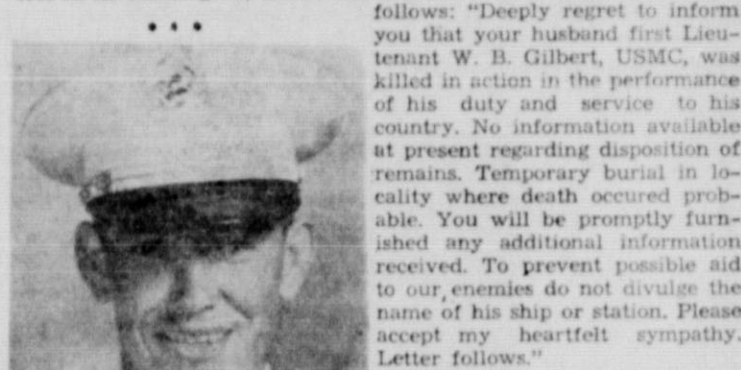 follows: "Deeply regret to inform
you that your husband first Lieu-
tenant W. B. Gilbert, USMC, was
killed in action in the performance
of his duty and service to his
country. No information available
at present regarding disposition of
remains. Temporary burial in lo-
cality where death occured prob-
able. You will be promptly furn-
ished any additional information
received. To prevent possible aid
to our enemies do not divulge the
name of his ship or station. Please
accept my heartfelt sympathy.
Letter follows."